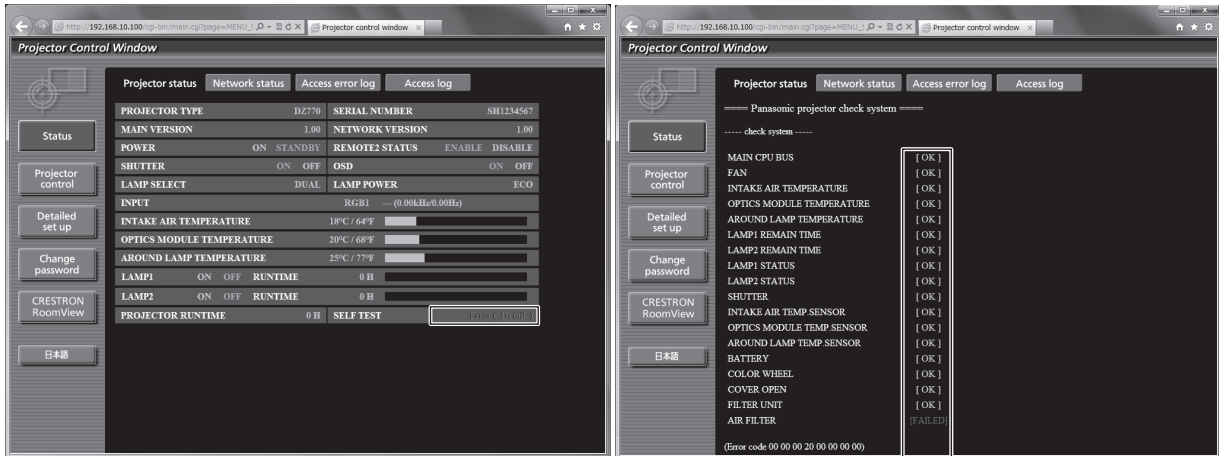 http://192.168.10.100/cgi-bin/main.cgi?page=MENU_S
Projector control window
Projector Control Window
Projector status Network status Access error log Access log
Status
Projector control
Detailed set up
Change password
CRESTRON RoomView
日本語
PROJECTOR TYPE DZ770 SERIAL NUMBER SH1234567
MAIN VERSION 1.00 NETWORK VERSION 1.00
POWER ON STANDBY REMOTE2 STATUS ENABLE DISABLE
SHUTTER ON OFF OSD ON OFF
LAMP SELECT DUAL LAMP POWER ECO
INPUT RGB1 — (0.00kHz/0.00Hz)
INTAKE AIR TEMPERATURE 18°C / 64°F
OPTICS MODULE TEMPERATURE 20°C / 68°F
AROUND LAMP TEMPERATURE 25°C / 77°F
LAMP1 ON OFF RUNTIME 0 H
LAMP2 ON OFF RUNTIME 0 H
PROJECTOR RUNTIME 0 H SELF TEST Error ( Detail )
http://192.168.10.100/cgi-bin/main.cgi?page=MENU_S
Projector control window
Projector Control Window
Projector status Network status Access error log Access log
Status
Projector control
Detailed set up
Change password
CRESTRON RoomView
日本語
==== Panasonic projector check system ====
----- check system -----
MAIN CPU BUS [ OK ]
FAN [ OK ]
INTAKE AIR TEMPERATURE [ OK ]
OPTICS MODULE TEMPERATURE [ OK ]
AROUND LAMP TEMPERATURE [ OK ]
LAMP1 REMAIN TIME [ OK ]
LAMP2 REMAIN TIME [ OK ]
LAMP1 STATUS [ OK ]
LAMP2 STATUS [ OK ]
SHUTTER [ OK ]
INTAKE AIR TEMP.SENSOR [ OK ]
OPTICS MODULE TEMP.SENSOR [ OK ]
AROUND LAMP TEMP.SENSOR [ OK ]
BATTERY [ OK ]
COLOR WHEEL [ OK ]
COVER OPEN [ OK ]
FILTER UNIT [ OK ]
AIR FILTER [FAILED]
(Error code 00 00 00 20 00 00 00 00)